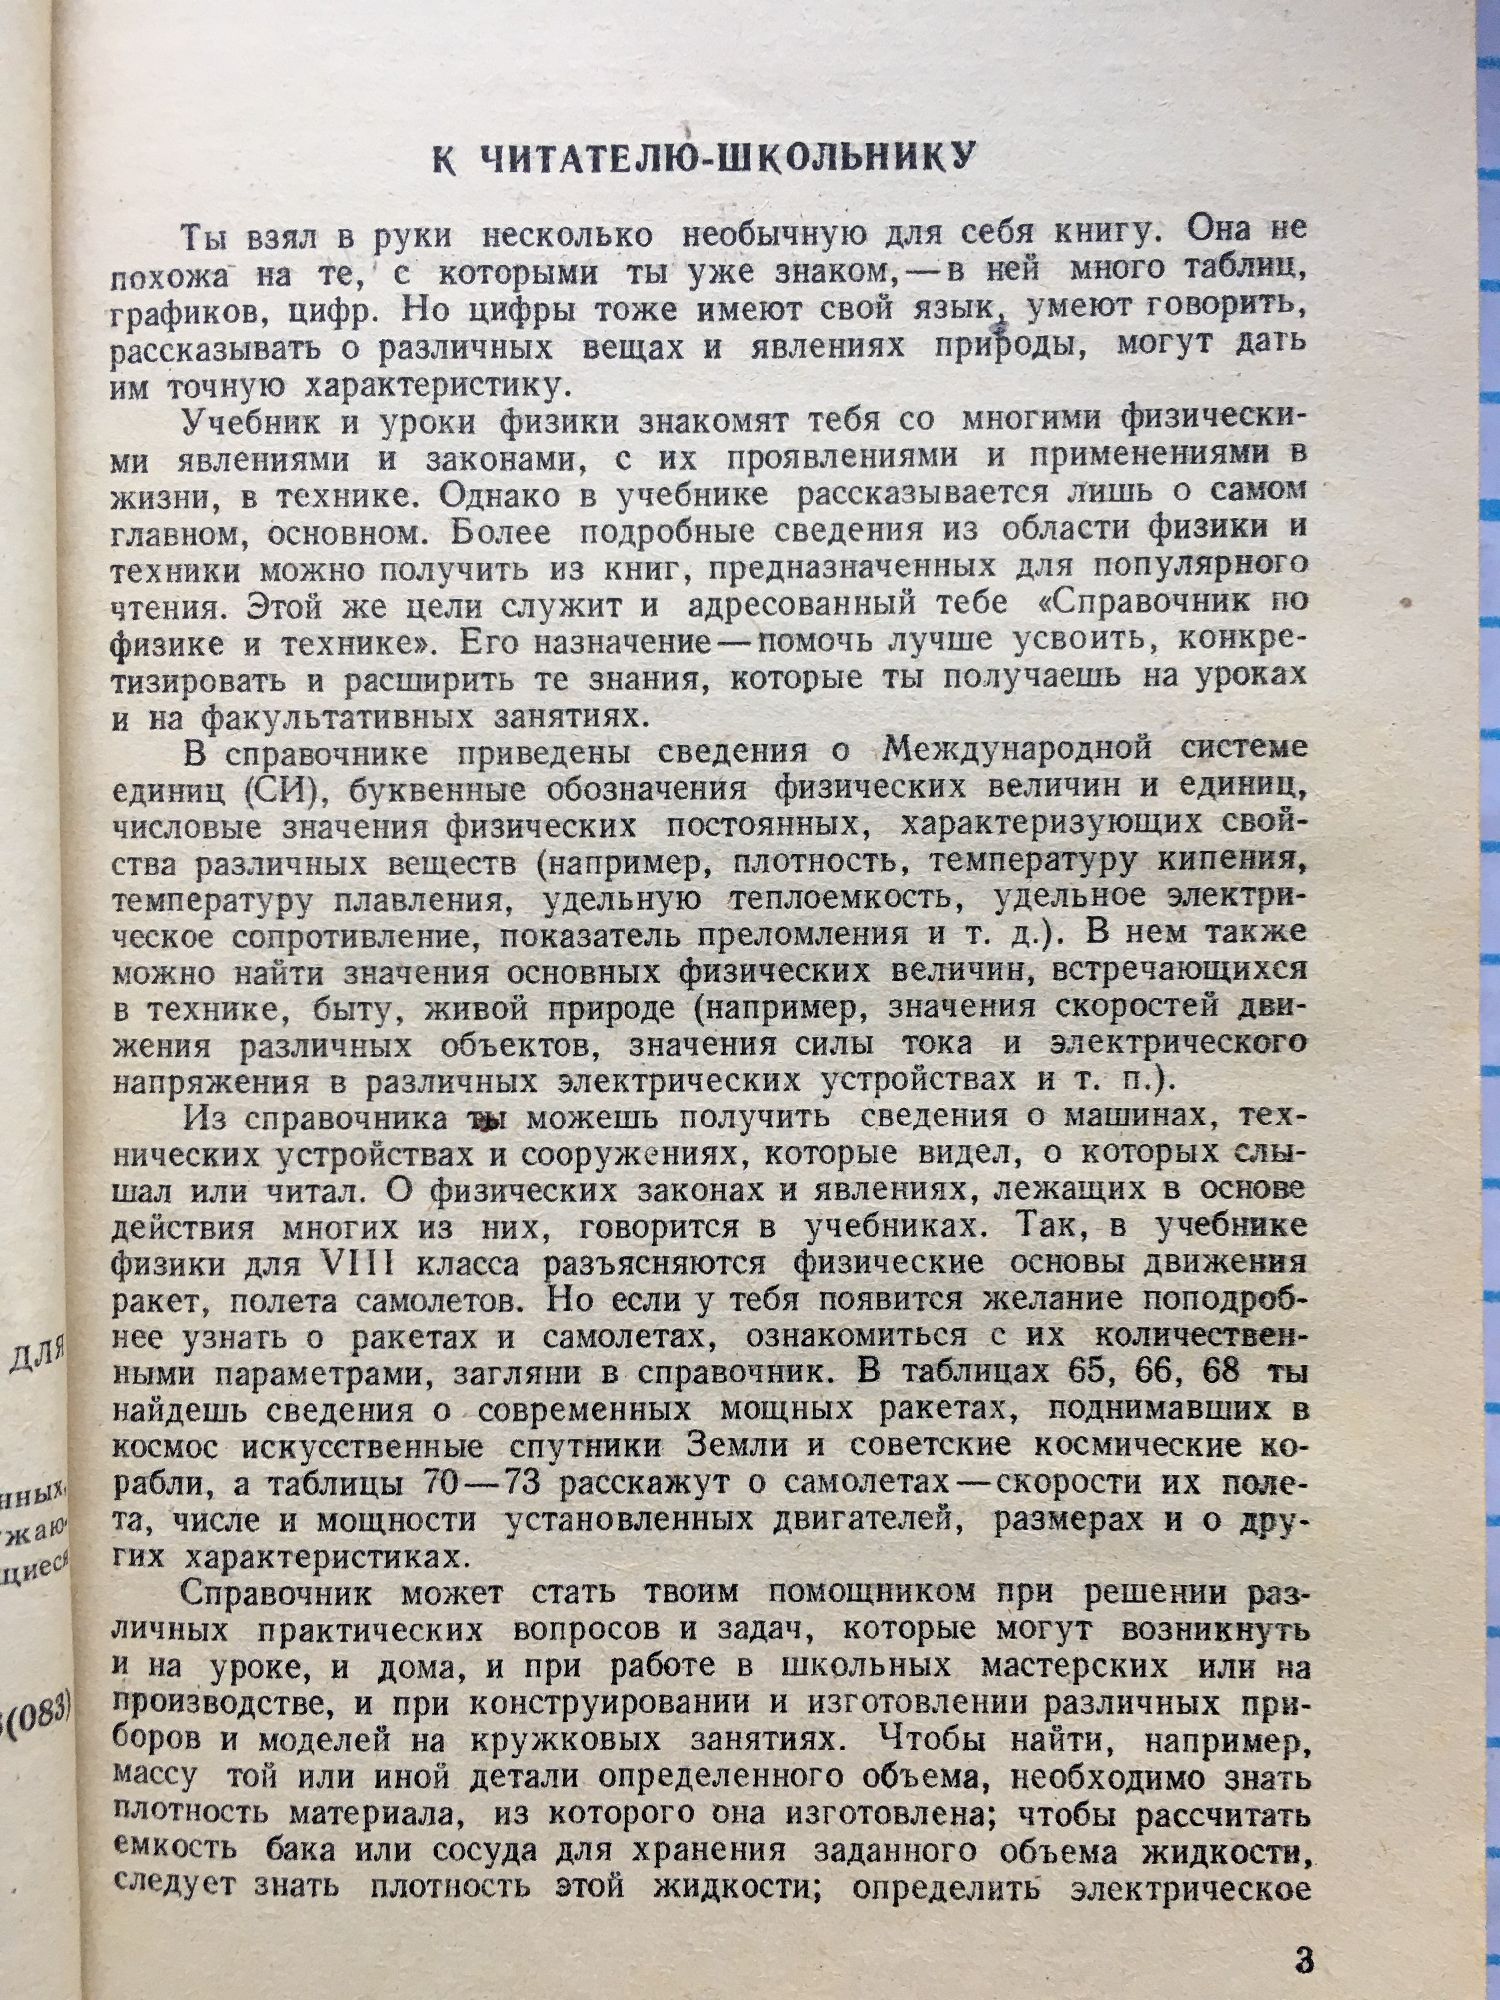 К ЧИТАТЕЛЮ-ШКОЛЬНИКУ
Ты взял в руки несколько необычную для себя книгу. Она не
похожа на те, с которыми ты уже знаком,—в ней много таблиц,
графиков, цифр. Но цифры тоже имеют свой язык, умеют говорить,
рассказывать о различных вещах и явлениях природы, могут дать
им точную характеристику.
Учебник и уроки физики знакомят тебя со многими физически-
ми явлениями и законами, с их проявлениями и применениями в
жизни, в технике. Однако в учебнике рассказывается лишь о самом
главном, основном. Более подробные сведения из области физики и
техники можно получить из книг, предназначенных для популярного
чтения. Этой же цели служит и адресованный тебе «Справочник по
физике и технике». Его назначение—помочь лучше усвоить, конкре-
тизировать и расширить те знания, которые ты получаешь на уроках
и на факультативных занятиях.
В справочнике приведены сведения о Международной системе
единиц (СИ), буквенные обозначения физических величин и единиц,
числовые значения физических постоянных, характеризующих свой-
ства различных веществ (например, плотность, температуру кипения,
температуру плавления, удельную теплоемкость, удельное электри-
ческое сопротивление, показатель преломления и т. д.). В нем также
можно найти значения основных физических величин, встречающихся
в технике, быту, живой природе (например, значения скоростей дви-
жения различных объектов, значения силы тока и электрического
напряжения в различных электрических устройствах и т. п.).
Из справочника ты можешь получить сведения о машинах, тех-
нических устройствах и сооружениях, которые видел, о которых слы-
шал или читал. О физических законах и явлениях, лежащих в основе
действия многих из них, говорится в учебниках. Так, в учебнике
физики для VIII класса разъясняются физические основы движения
ракет, полета самолетов. Но если у тебя появится желание поподроб-
нее узнать о ракетах и самолетах, ознакомиться с их количествен-
ными параметрами, загляни в справочник. В таблицах 65, 66, 68 ты
найдешь сведения о современных мощных ракетах, поднимавших в
космос искусственные спутники Земли и советские космические ко-
рабли, а таблицы 70—73 расскажут о самолетах—скорости их поле-
та, числе и мощности установленных двигателей, размерах и о дру-
гих характеристиках.
Справочник может стать твоим помощником при решении раз-
личных практических вопросов и задач, которые могут возникнуть
и на уроке, и дома, и при работе в школьных мастерских или на
производстве, и при конструировании и изготовлении различных при-
боров и моделей на кружковых занятиях. Чтобы найти, например,
массу той или иной детали определенного объема, необходимо знать
плотность материала, из которого она изготовлена; чтобы рассчитать
емкость бака или сосуда для хранения заданного объема жидкости,
следует знать плотность этой жидкости; определить электрическое
3
ДЛЯ
(083)